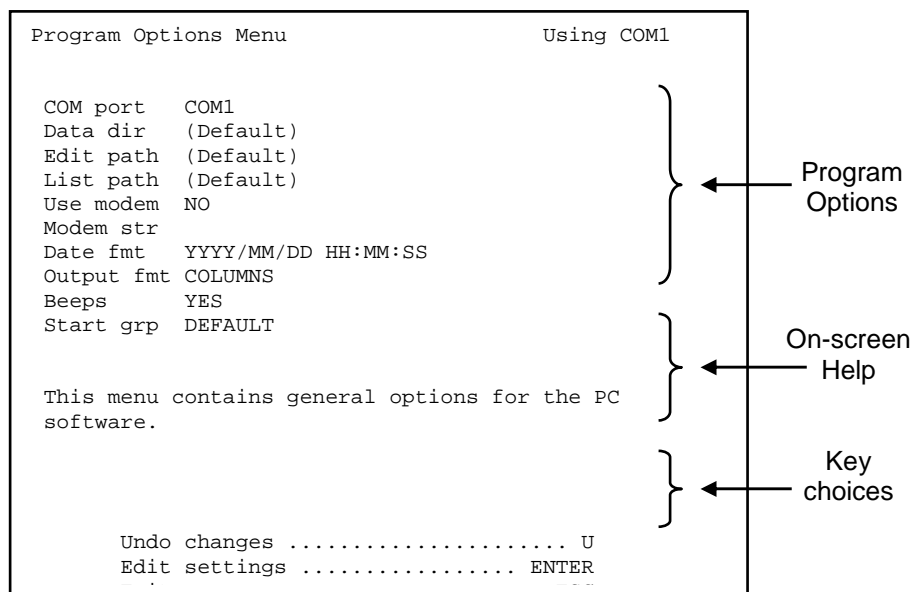 Program Options Menu Using COM1
COM port COM1
Data dir (Default)
Edit path (Default)
List path (Default)
Use modem NO
Modem str
Date fmt YYYY/MM/DD HH:MM:SS
Output fmt COLUMNS
Beeps YES
Start grp DEFAULT
This menu contains general options for the PC
software.
Undo changes ...................... U
Edit settings ................. ENTER
Program
Options
On-screen
Help
Key
choices